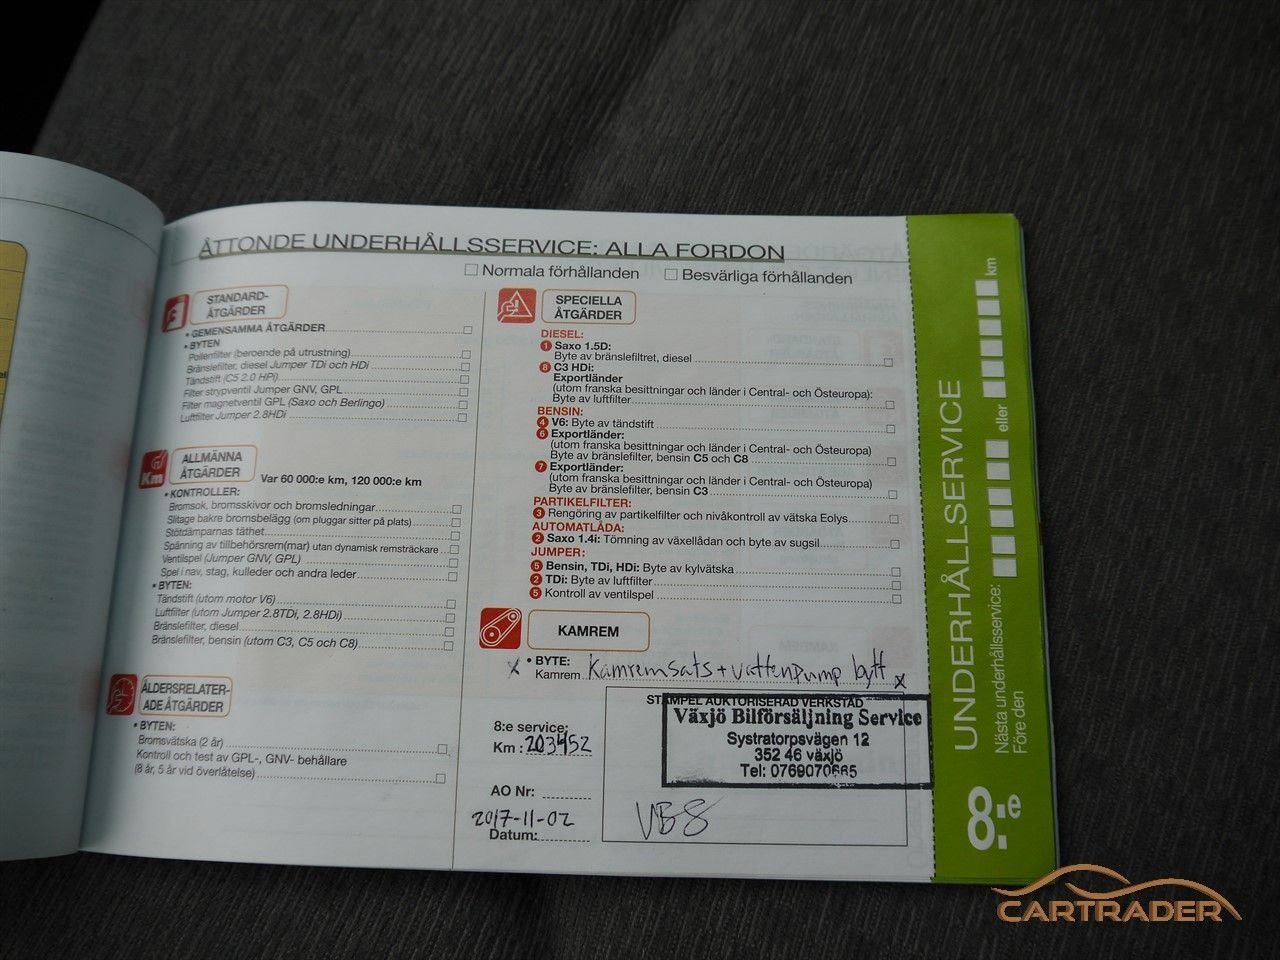 ÅTTONDE UNDERHÅLLSSERVICE: ALLA FORDON
Normala förhållanden Besvärliga förhållanden
STANDARD-
ÅTGÄRDER
• GEMENSAMMA ÅTGÄRDER
• BYTEN
Pollenfilter (beroende på utrustning)
Bränslefilter, diesel Jumper TDi och HDi
Tändstift (C5 2.0 HPi)
Filter strypventil Jumper GNV, GPL
Filter magnetventil GPL (Saxo och Berlingo)
Luftfilter Jumper 2.8HDi
Km
ALLMÄNNA
ÅTGÄRDER
Var 60 000:e km, 120 000:e km
• KONTROLLER:
Bromsok, bromsskivor och bromsledningar
Slitage bakre bromsbelägg (om pluggar sitter på plats)
Stötdämparnas täthet
Spänning av tillbehörsrem(mar) utan dynamisk remsträckare
Ventilspel (Jumper GNV, GPL)
Spel i nav, stag, kulleder och andra leder
• BYTEN:
Tändstift (utom motor V6)
Luftfilter (utom Jumper 2.8TDi, 2.8HDi)
Bränslefilter, diesel
Bränslefilter, bensin (utom C3, C5 och C8)
ÅLDERSRELATER-
ADE ÅTGÄRDER
• BYTEN:
Bromsvätska (2 år)
Kontroll och test av GPL-, GNV- behållare
(8 år, 5 år vid överlåtelse)
SPECIELLA
ÅTGÄRDER
DIESEL:
1 Saxo 1.5D:
Byte av bränslefiltret, diesel
8 C3 HDi:
Exportländer
(utom franska besittningar och länder i Central- och Östeuropa):
Byte av luftfilter
BENSIN:
4 V6: Byte av tändstift
6 Exportländer:
(utom franska besittningar och länder i Central- och Östeuropa)
Byte av bränslefilter, bensin C5 och C8
7 Exportländer:
(utom franska besittningar och länder i Central- och Östeuropa)
Byte av bränslefilter, bensin C3
PARTIKELFILTER:
3 Rengöring av partikelfilter och nivåkontroll av vätska Eolys
AUTOMATLÅDA:
2 Saxo 1.4i: Tömning av växellådan och byte av sugsil
JUMPER:
5 Bensin, TDi, HDi: Byte av kylvätska
2 TDi: Byte av luftfilter
5 Kontroll av ventilspel
KAMREM
x • BYTE:
Kamrem Kamremsats + vattenpump bytt x
STÄMPEL AUKTORISERAD VERKSTAD
Växjö Bilförsäljning Service
Systratorpsvägen 12
352 46 växjö
Tel: 0769070665
VBS
8:e service:
Km : 203452
AO Nr:
2017-11-02
Datum:
UNDERHÅLLSSERVICE
Nästa underhållsservice:
Före den
eller
km
8:e
CARTRADER